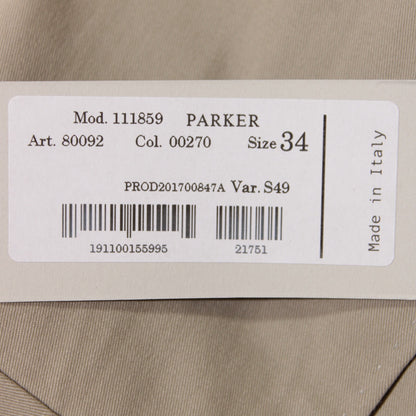 Mod. 111859 PARKER
Art. 80092 Col. 00270 Size 34
PROD201700847A Var. S49
191100155995 21751
Made in Italy